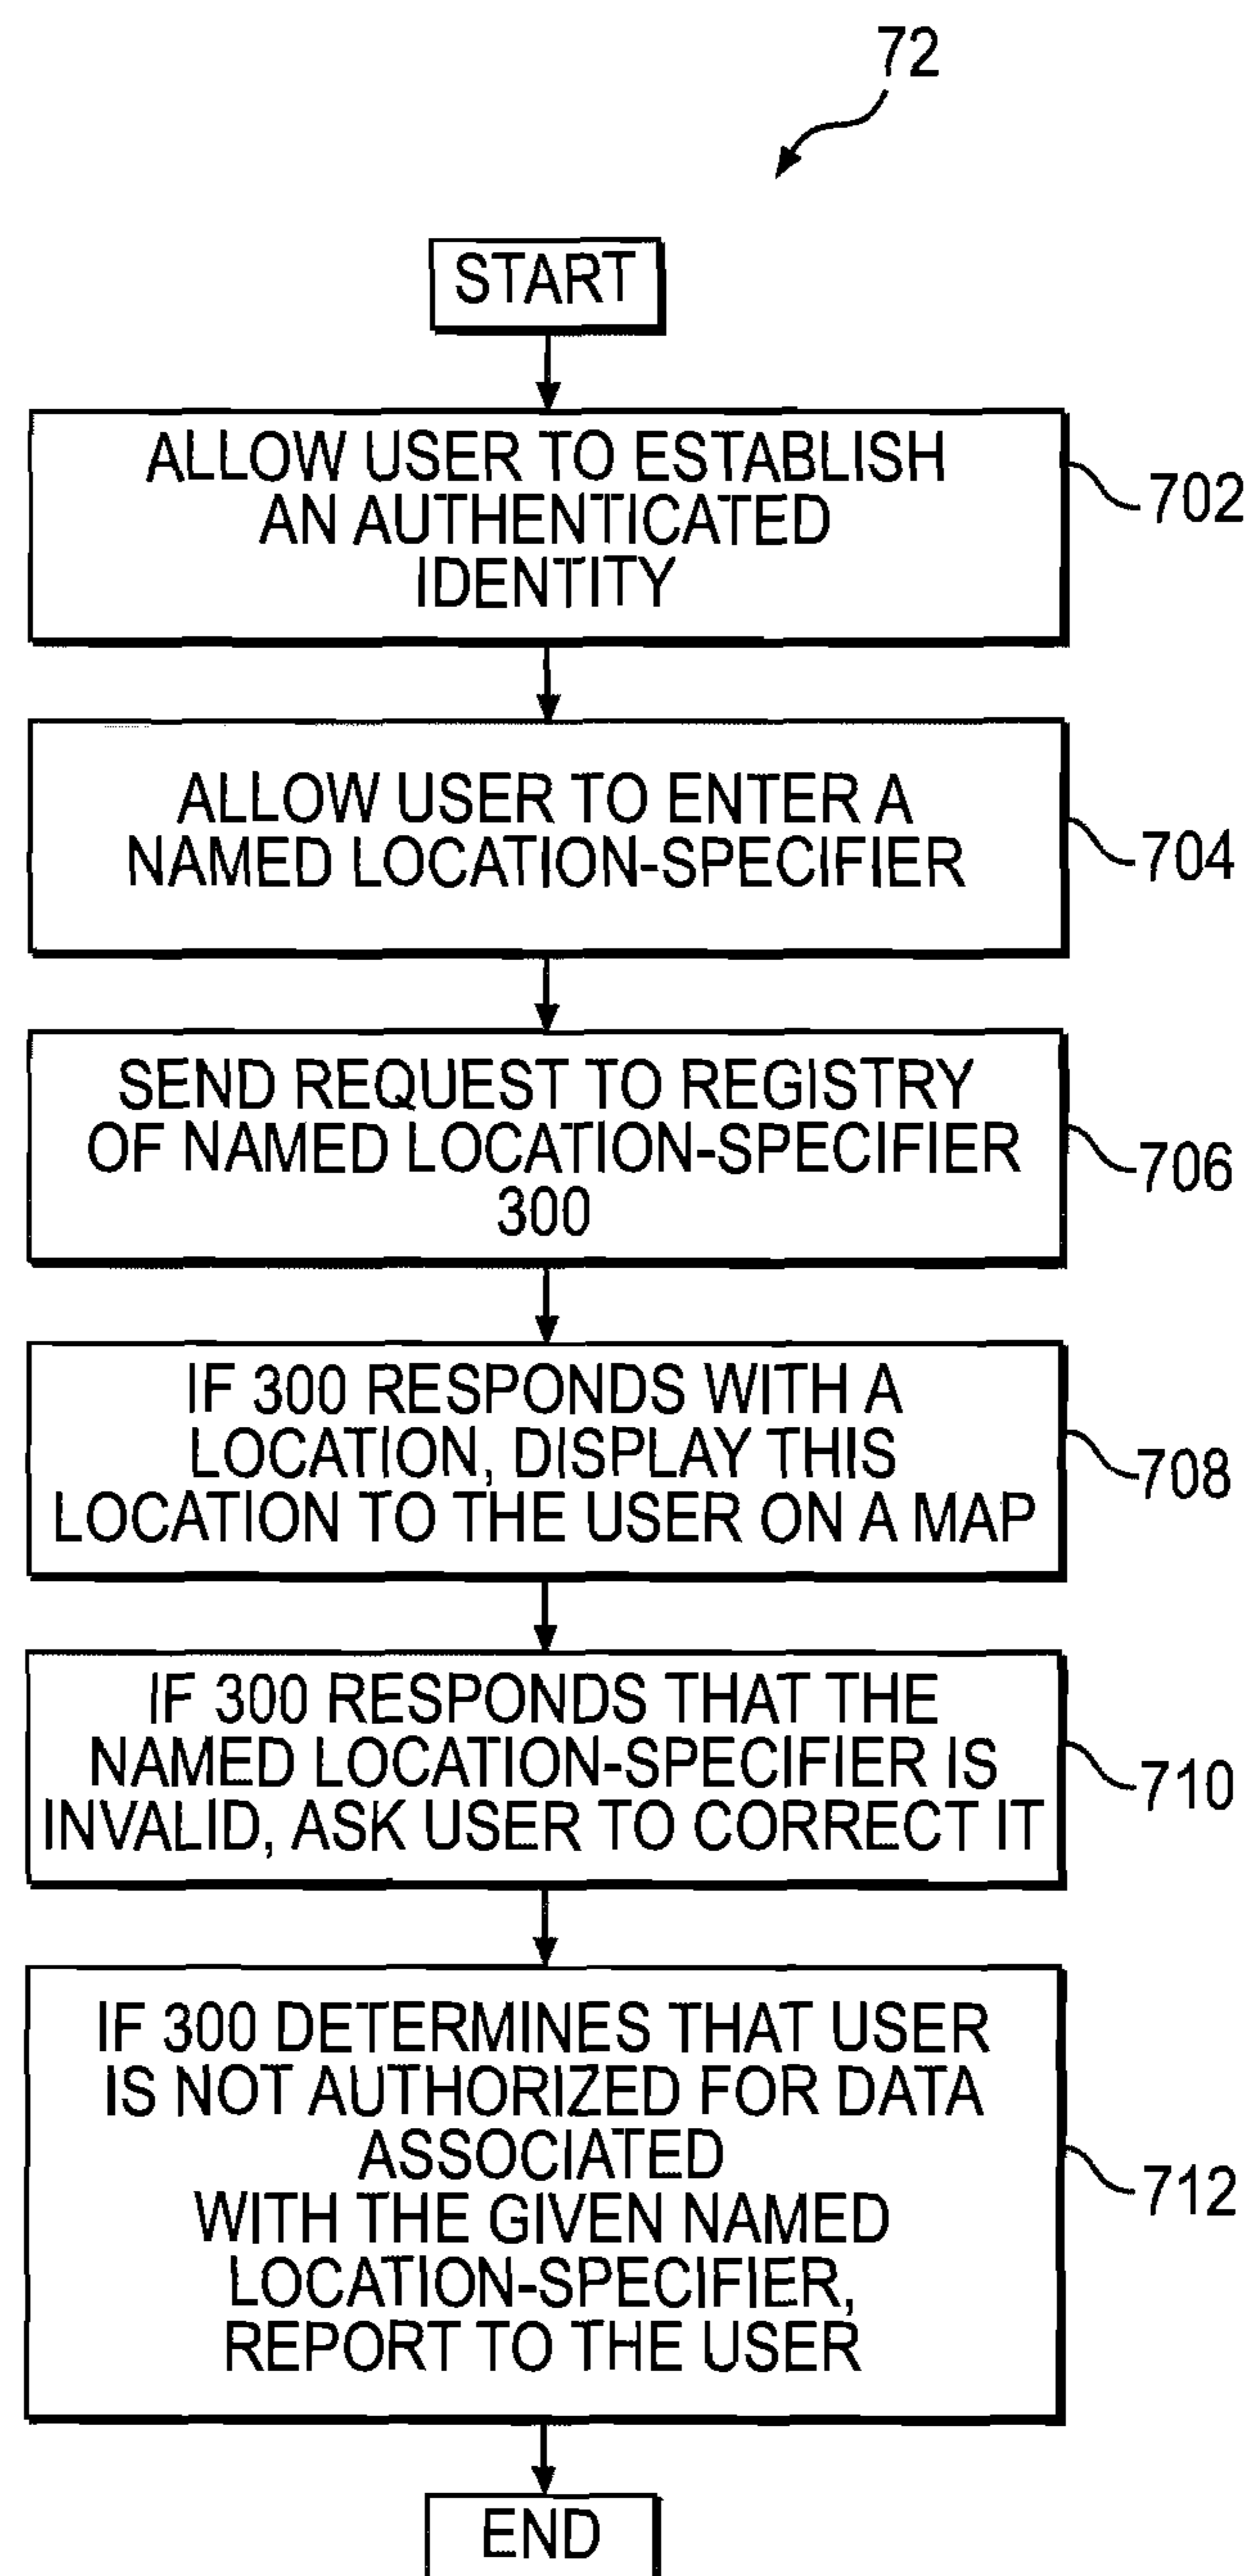 72
START
ALLOW USER TO ESTABLISH
AN AUTHENTICATED
IDENTITY
702
ALLOW USER TO ENTER A
NAMED LOCATION-SPECIFIER
704
SEND REQUEST TO REGISTRY
OF NAMED LOCATION-SPECIFIER
300
706
IF 300 RESPONDS WITH A
LOCATION, DISPLAY THIS
LOCATION TO THE USER ON A MAP
708
IF 300 RESPONDS THAT THE
NAMED LOCATION-SPECIFIER IS
INVALID, ASK USER TO CORRECT IT
710
IF 300 DETERMINES THAT USER
IS NOT AUTHORIZED FOR DATA
ASSOCIATED
WITH THE GIVEN NAMED
LOCATION-SPECIFIER,
REPORT TO THE USER
712
END